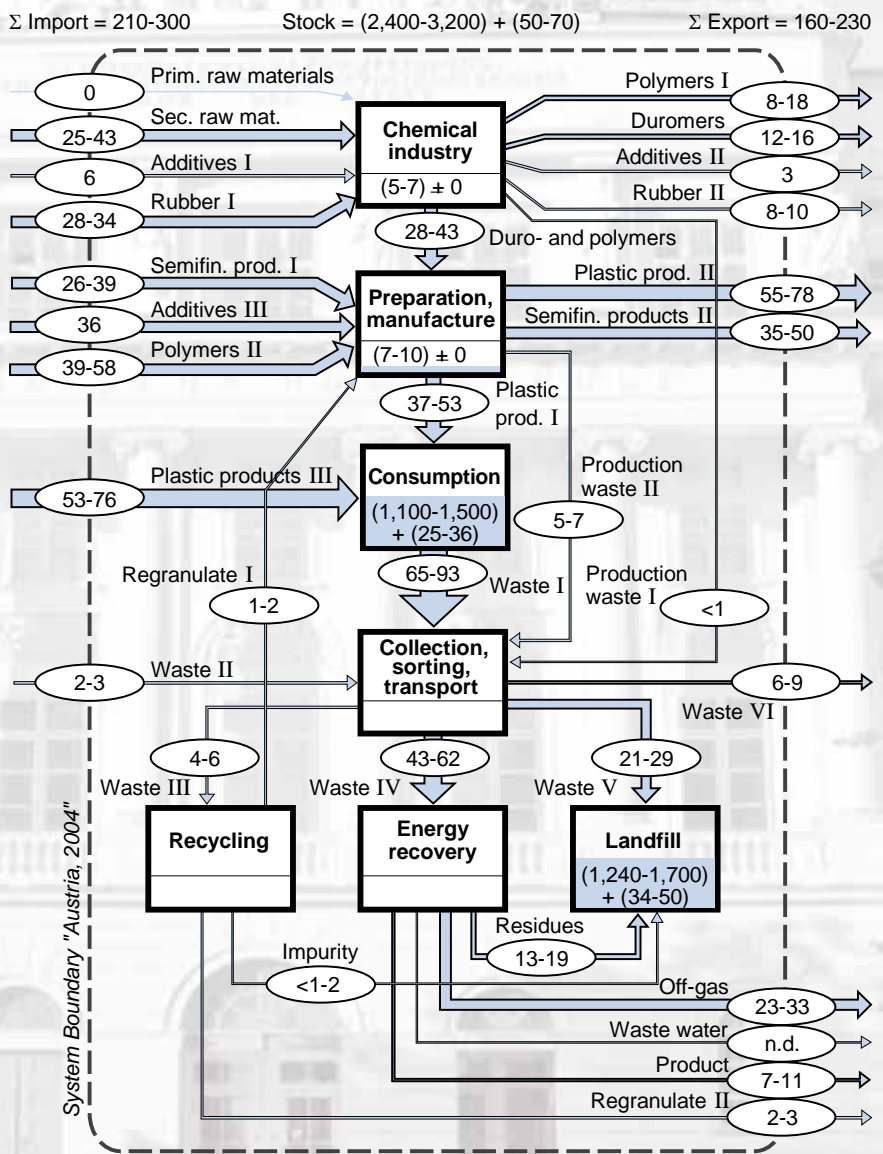 Σ Import = 210-300 Stock = (2,400-3,200) + (50-70) Σ Export = 160-230
Prim. raw materials
0
Sec. raw mat.
25-43
Additives I
6
Rubber I
28-34
Chemical
industry
(5-7) ± 0
Polymers I
8-18
Duromers
12-16
Additives II
3
Rubber II
8-10
28-43
Duro- and polymers
Semifin. prod. I
26-39
Additives III
36
Polymers II
39-58
Preparation,
manufacture
(7-10) ± 0
Plastic prod. II
55-78
Semifin. products II
35-50
37-53
Plastic
prod. I
Plastic products III
53-76
Consumption
(1,100-1,500)
+ (25-36)
Production
waste II
5-7
Regranulate I
1-2
65-93
Waste I
Production
waste I
<1
Waste II
2-3
Collection,
sorting,
transport
6-9
Waste VI
4-6
Waste III
43-62
Waste IV
21-29
Waste V
Recycling
Energy
recovery
Landfill
(1,240-1,700)
+ (34-50)
Residues
13-19
Impurity
<1-2
Off-gas
23-33
Waste water
n.d.
Product
7-11
Regranulate II
2-3
System Boundary "Austria, 2004"